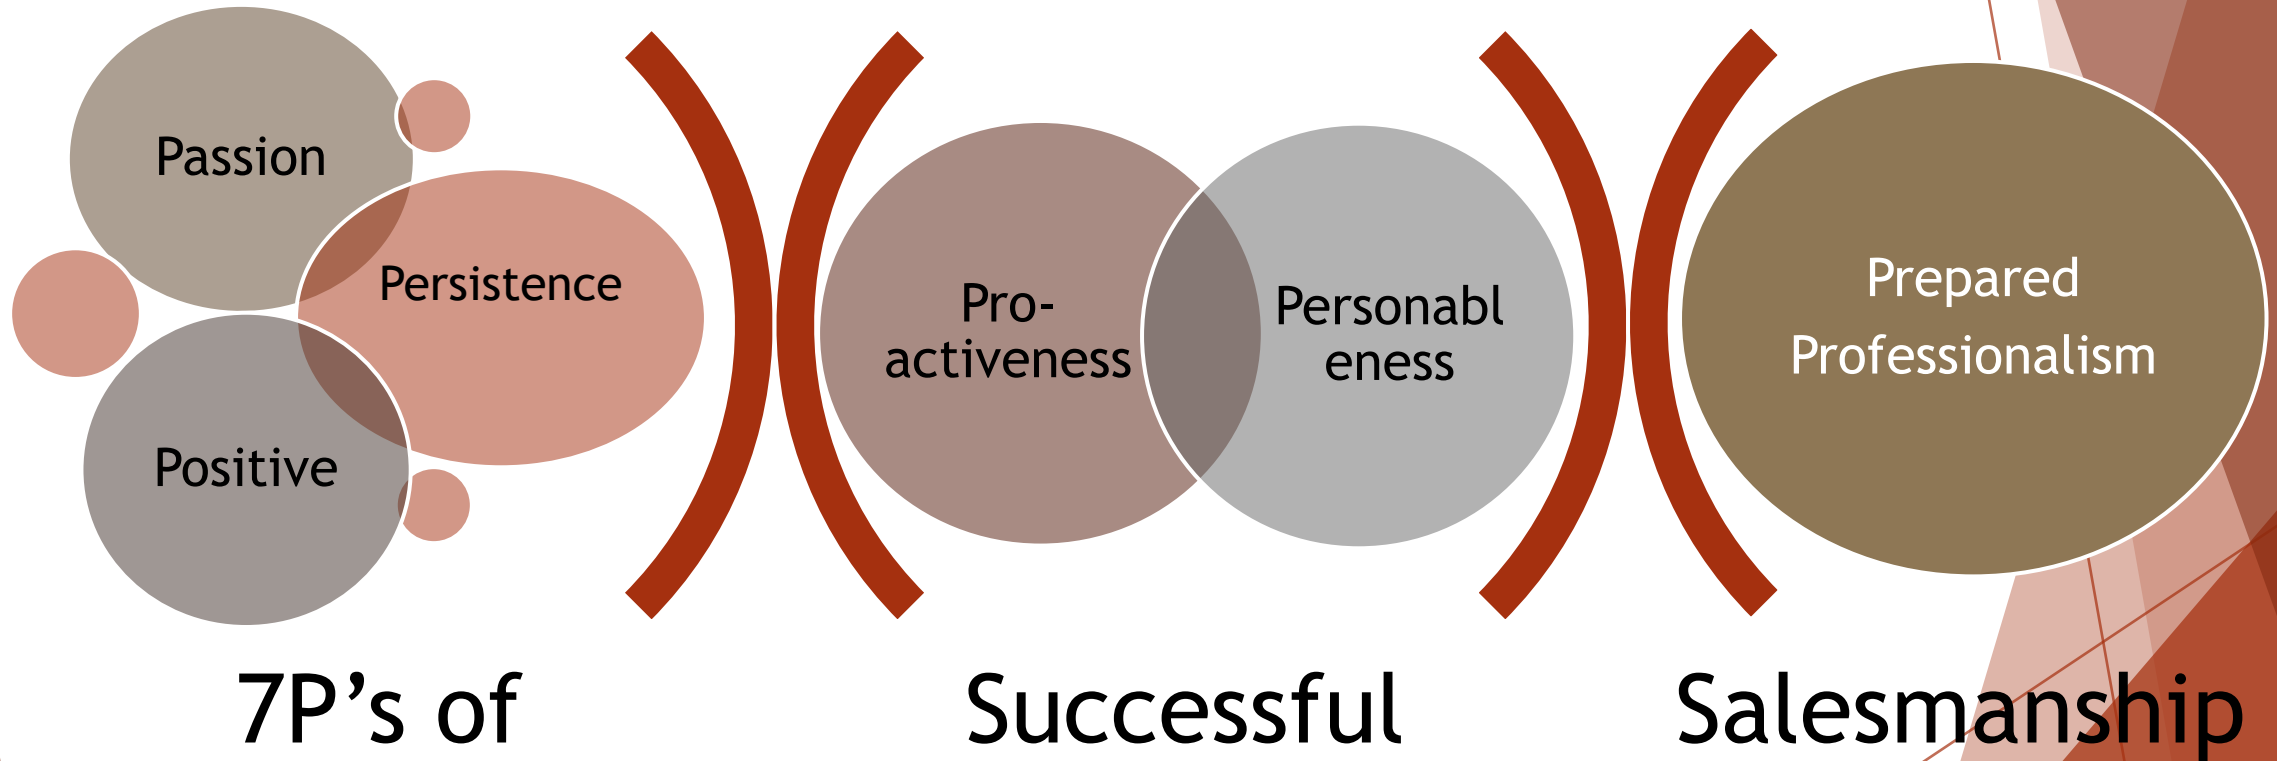 Passion
Persistence
Positive
Pro-
activeness
Personabl
eness
Prepared
Professionalism
7P’s of
Successful
Salesmanship